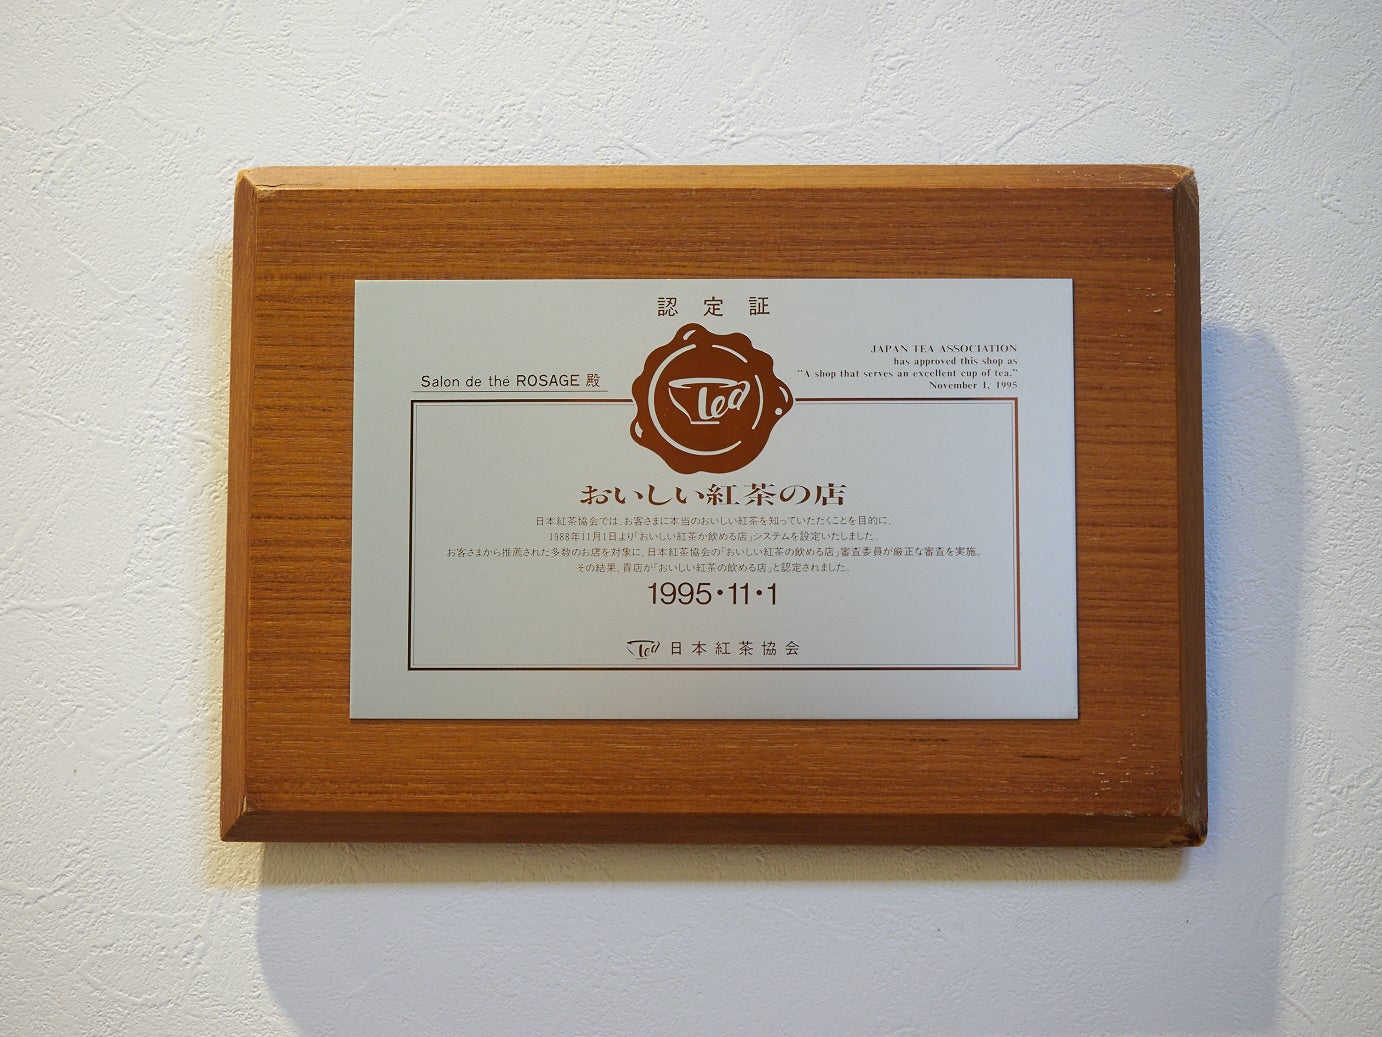 認定証
JAPAN TEA ASSOCIATION
has approved this shop as
"A shop that serves an excellent cup of tea."
November 1, 1995
Salon de thé ROSAGE 殿
Tea
おいしい紅茶の店
日本紅茶協会では、お客さまに本当のおいしい紅茶を知っていただくことを目的に、
1988年11月1日より「おいしい紅茶が飲める店」システムを設定いたしました。
お客さまから推薦された多数のお店を対象に、日本紅茶協会の「おいしい紅茶の飲める店」審査委員が厳正な審査を実施。
その結果、貴店が「おいしい紅茶の飲める店」と認定されました。
1995・11・1
Tea 日本紅茶協会